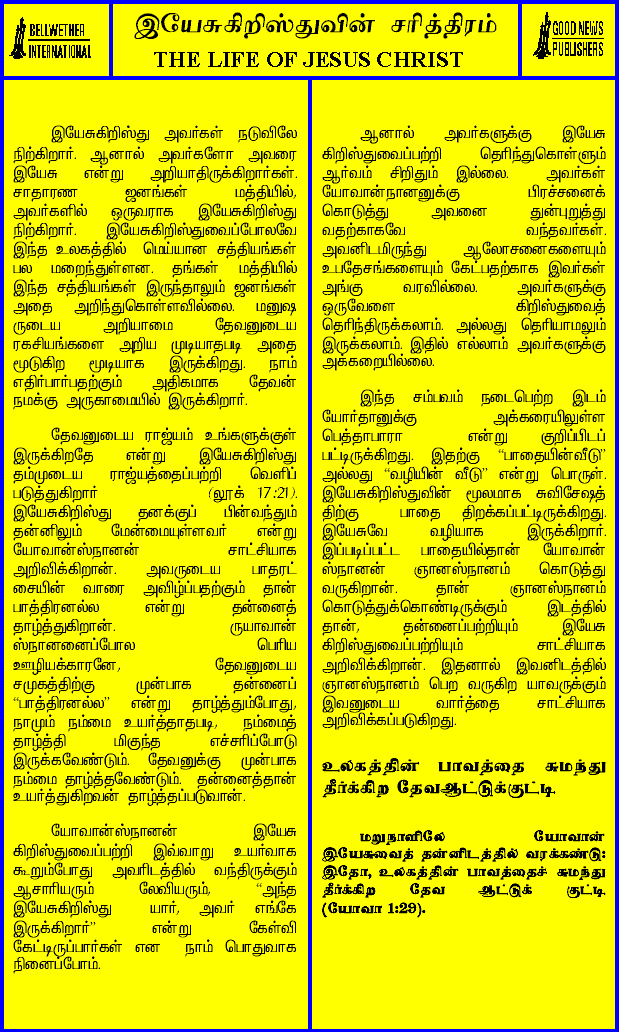 BELLWETHER
INTERNATIONAL
இயேசுகிறிஸ்துவின் சரித்திரம்
THE LIFE OF JESUS CHRIST
GOOD NEWS
PUBLISHERS
இயேசுகிறிஸ்து அவர்கள் நடுவிலே
நிற்கிறார். ஆனால் அவர்களோ அவரை
இயேசு என்று அறியாதிருக்கிறார்கள்.
சாதாரண ஜனங்கள் மத்தியில்,
அவர்களில் ஒருவராக இயேசுகிறிஸ்து
நிற்கிறார். இயேசுகிறிஸ்துவைப்போலவே
இந்த உலகத்தில் மெய்யான சத்தியங்கள்
பல மறைந்துள்ளன. தங்கள் மத்தியில்
இந்த சத்தியங்கள் இருந்தாலும் ஜனங்கள்
அதை அறிந்துகொள்ளவில்லை. மனுஷ
ருடைய அறியாமை தேவனுடைய
ரகசியங்களை அறிய முடியாதபடி அதை
மூடுகிற மூடியாக இருக்கிறது. நாம்
எதிர்பார்பதற்கும் அதிகமாக தேவன்
நமக்கு அருகாமையில் இருக்கிறார்.
தேவனுடைய ராஜ்யம் உங்களுக்குள்
இருக்கிறதே என்று இயேசுகிறிஸ்து
தம்முடைய ராஜ்யத்தைப்பற்றி வெளிப்
படுத்துகிறார் (லூக் 17:21).
இயேசுகிறிஸ்து தனக்குப் பின்வந்தும்
தன்னிலும் மேன்மையுள்ளவர் என்று
யோவான்ஸ்நானன் சாட்சியாக
அறிவிக்கிறான். அவருடைய பாதரட்
சையின் வாரை அவிழ்ப்பதற்கும் தான்
பாத்திரனல்ல என்று தன்னைத்
தாழ்த்துகிறான். ருயாவான்
ஸ்நானனைப்போல பெரிய
ஊழியக்காரனே, தேவனுடைய
சமுகத்திற்கு முன்பாக தன்னைப்
“பாத்திரனல்ல” என்று தாழ்த்தும்போது,
நாமும் நம்மை உயர்த்தாதபடி, நம்மைத்
தாழ்த்தி மிகுந்த எச்சரிப்போடு
இருக்கவேண்டும். தேவனுக்கு முன்பாக
நம்மை தாழ்த்தவேண்டும். தன்னைத்தான்
உயர்த்துகிறவன் தாழ்த்தப்படுவான்.
யோவான்ஸ்நானன் இயேசு
கிறிஸ்துவைப்பற்றி இவ்வாறு உயர்வாக
கூறும்போது அவரிடத்தில் வந்திருக்கும்
ஆசாரியரும் லேவியரும், “அந்த
இயேசுகிறிஸ்து யார், அவர் எங்கே
இருக்கிறார்” என்று கேள்வி
கேட்டிருப்பார்கள் என நாம் பொதுவாக
நினைப்போம்.
ஆனால் அவர்களுக்கு இயேசு
கிறிஸ்துவைப்பற்றி தெரிந்துகொள்ளும்
ஆர்வம் சிறிதும் இல்லை. அவர்கள்
யோவான்நானனுக்கு பிரச்சனைக்
கொடுத்து அவனை துன்புறுத்து
வதற்காகவே வந்தவர்கள்.
அவனிடமிருந்து ஆலோசனைகளையும்
உபதேசங்களையும் கேட்பதற்காக இவர்கள்
அங்கு வரவில்லை. அவர்களுக்கு
ஒருவேளை கிறிஸ்துவைத்
தெரிந்திருக்கலாம். அல்லது தெரியாமலும்
இருக்கலாம். இதில் எல்லாம் அவர்களுக்கு
அக்கறையில்லை.
இந்த சம்பவம் நடைபெற்ற இடம்
யோர்தானுக்கு அக்கரையிலுள்ள
பெத்தாபாரா என்று குறிப்பிடப்
பட்டிருக்கிறது. இதற்கு “பாதையின்வீடு”
அல்லது “வழியின் வீடு” என்று பொருள்.
இயேசுகிறிஸ்துவின் மூலமாக சுவிசேஷத்
திற்கு பாதை திறக்கப்பட்டிருக்கிறது.
இயேசுவே வழியாக இருக்கிறார்.
இப்படிப்பட்ட பாதையில்தான் யோவான்
ஸ்நானன் ஞானஸ்நானம் கொடுத்து
வருகிறான். தான் ஞானஸ்நானம்
கொடுத்துக்கொண்டிருக்கும் இடத்தில்
தான், தன்னைப்பற்றியும் இயேசு
கிறிஸ்துவைப்பற்றியும் சாட்சியாக
அறிவிக்கிறான். இதனால் இவனிடத்தில்
ஞானஸ்நானம் பெற வருகிற யாவருக்கும்
இவனுடைய வார்த்தை சாட்சியாக
அறிவிக்கப்படுகிறது.
உலகத்தின் பாவத்தை சுமந்து
தீர்க்கிற தேவஆட்டுக்குட்டி.
மறுநாளிலே யோவான்
இயேசுவைத் தன்னிடத்தில் வரக்கண்டு:
இதோ, உலகத்தின் பாவத்தைச் சுமந்து
தீர்க்கிற தேவ ஆட்டுக் குட்டி.
(யோவா 1:29).